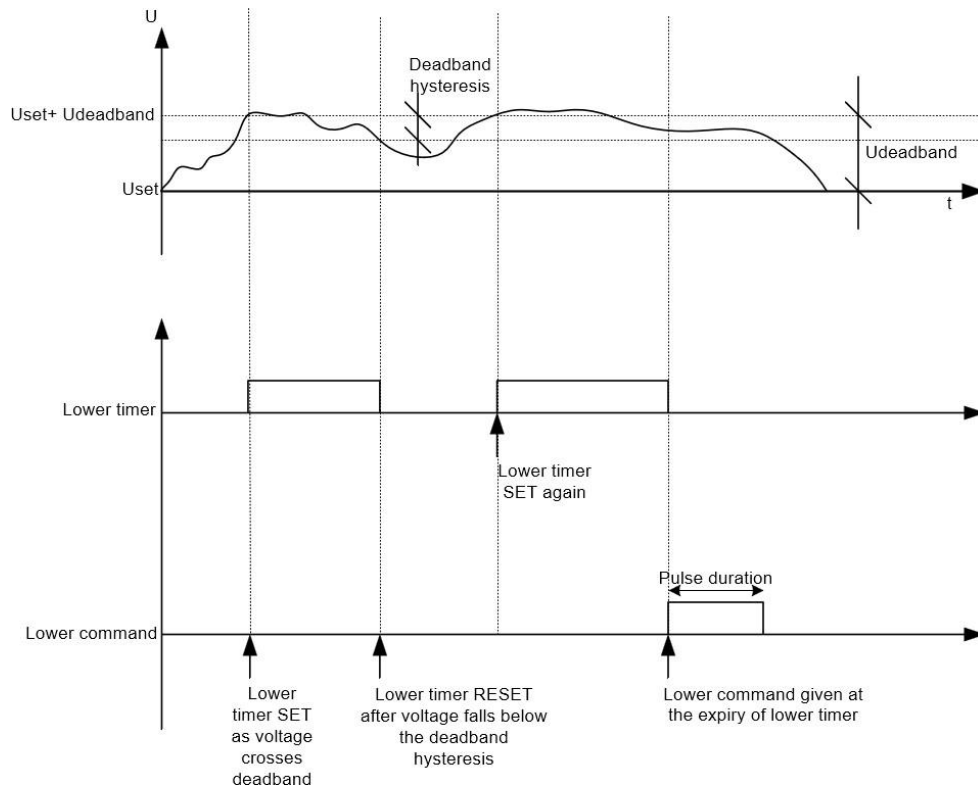 U
Deadband
hysteresis
Uset+ Udeadband
Udeadband
Uset
t
Lower timer
Lower timer
SET again
Pulse duration
Lower command
Lower
timer SET
as voltage
crosses
deadband
Lower timer RESET
after voltage falls below
the deadband
hysteresis
Lower command given at
the expiry of lower timer